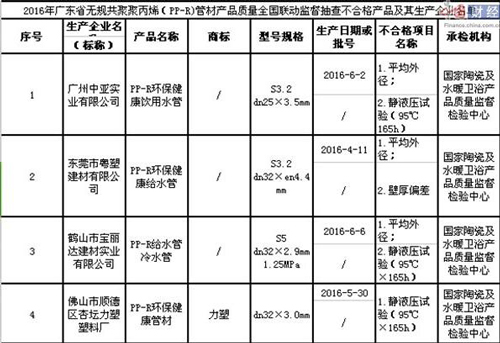 2016年广东省无规共聚聚丙烯(PP-R)管材产品质量全国联动监督抽查不合格产品及其生产企业名单
序号
生产企业名称
(标称)
产品名称
商标
型号规格
生产日期或
批号
不合格项目
名称
承检机构
1
广州中亚实
业有限公司
PP-R环保健
康饮用水管
/
S3.2
dn25×3.5mm
2016-6-2
/
1.平均外
径;
2.静液压试
验(95℃
165h)
国家陶瓷及
水暖卫浴产
品质量监督
检验中心
2
东莞市粤塑
建材有限公
司
PP-R环保健
康给水管
/
S3.2
dn32×en4.4
mm
2016-4-11
/
1.平均外
径;
2.壁厚偏差
国家陶瓷及
水暖卫浴产
品质量监督
检验中心
3
鹤山市宝丽
达建材实业
有限公司
PP-R给水管
冷水管
/
S5
dn32×2.9mm
1.25MPa
2016-6-6
/
1.平均外
径;
2.静液压试
验(95℃
×165h)
国家陶瓷及
水暖卫浴产
品质量监督
检验中心
4
佛山市顺德
区杏坛力塑
塑料厂
PP-R环保健
康管材
力塑
dn32×3.0mm
2016-5-30
/
1.静液压试
验(95℃
×165h)
国家陶瓷及
水暖卫浴产
品质量监督
检验中心